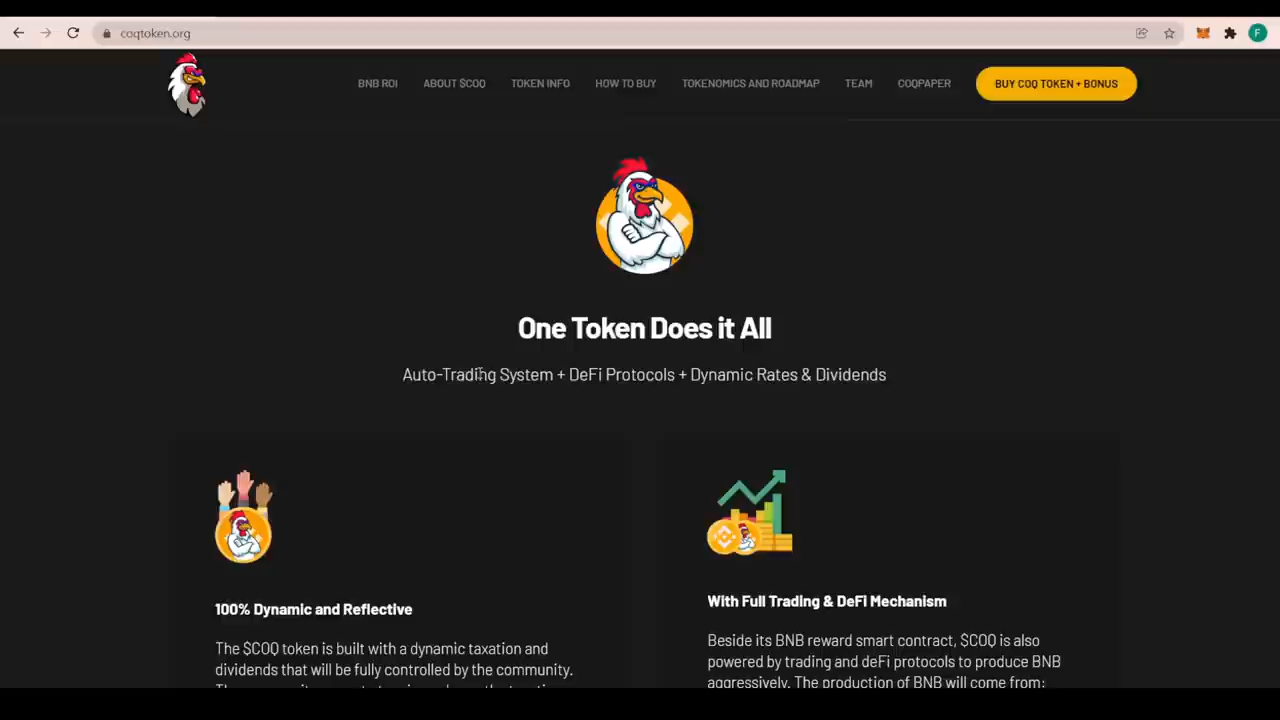 coqtoken.org
F
BNB ROI
ABOUT $COQ
TOKEN INFO
HOW TO BUY
TOKENOMICS AND ROADMAP
TEAM
COQPAPER
BUY COQ TOKEN + BONUS
One Token Does it All
Auto-Trading System + DeFi Protocols + Dynamic Rates & Dividends
100% Dynamic and Reflective
The $COQ token is built with a dynamic taxation and
dividends that will be fully controlled by the community.
With Full Trading & DeFi Mechanism
Beside its BNB reward smart contract, $COQ is also
powered by trading and deFi protocols to produce BNB
aggressively. The production of BNB will come from: